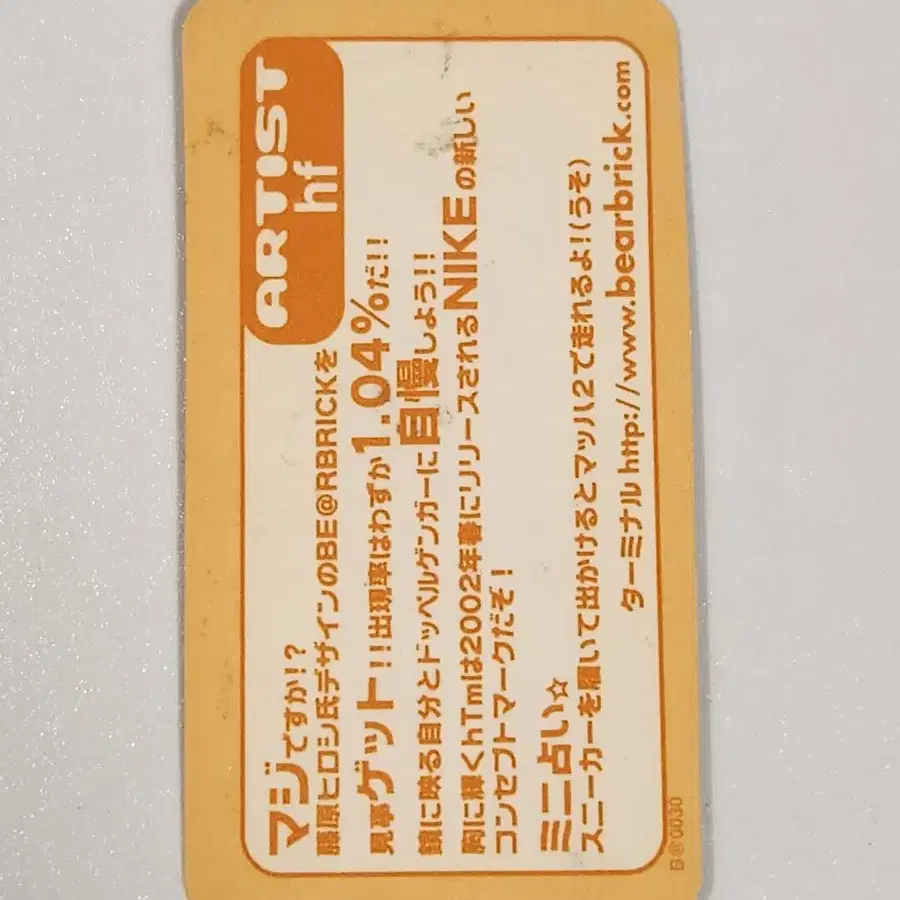 ARTIST
hf
マジですか!?
藤原ヒロシ氏デザインのBE@RBRICKを
見事ゲット!!出現率はわずか1.04%だ!!
鏡に映る自分とドッペルゲンガーに自慢しよう!!
胸に輝くhTmは2002年春にリリースされるNIKEの新しい
コンセプトマークだぞ!
ミニ占い☆
スニーカーを履いて出かけるとマッハ2で走れるよ!(うそ)
ターミナル http://www.bearbrick.com
B@0030